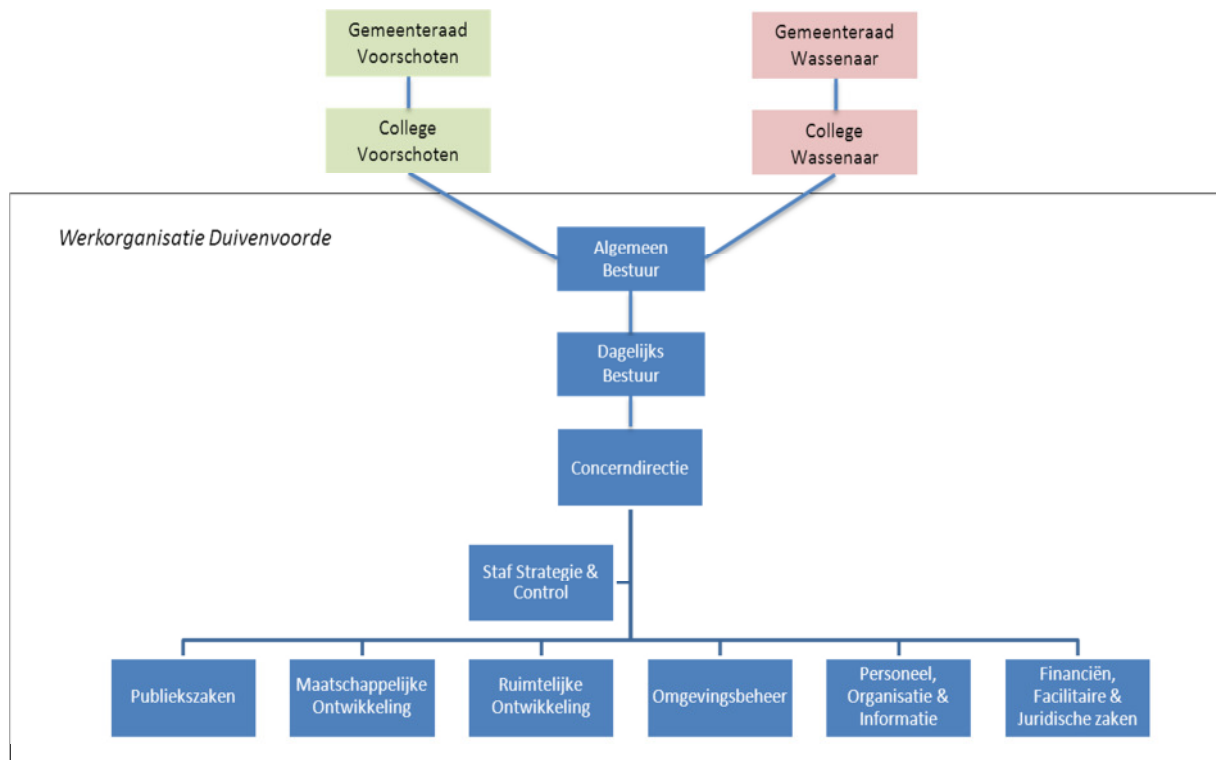 Gemeenteraad
Voorschoten
Gemeenteraad
Wassenaar
College
Voorschoten
College
Wassenaar
Werkorganisatie Duivenvoorde
Algemeen
Bestuur
Dagelijks
Bestuur
Concerndirectie
Staf Strategie &
Control
Publiekszaken
Maatschappelijke
Ontwikkeling
Ruimtelijke
Ontwikkeling
Omgevingsbeheer
Personeel,
Organisatie &
Informatie
Financiën,
Facilitaire &
Juridische zaken